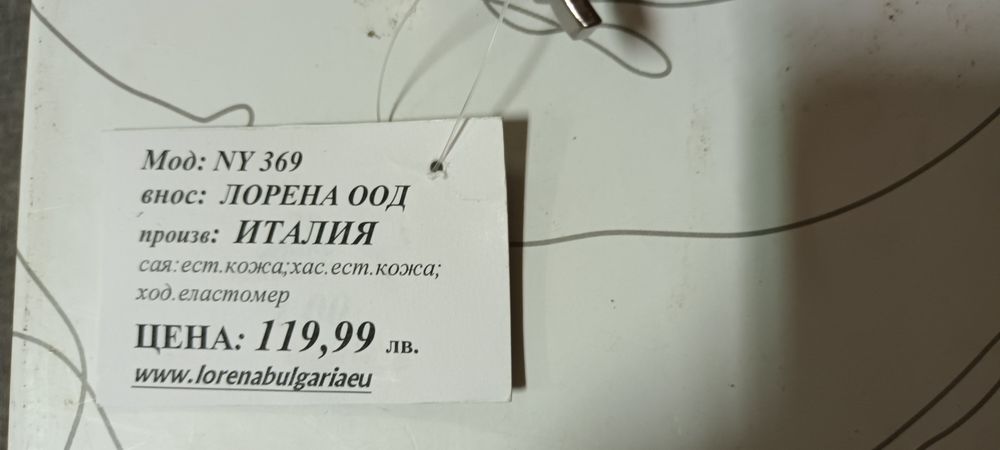 Мод: NY 369
внос: ЛОРЕНА ООД
произв: ИТАЛИЯ
сая:ест.кожа;хас.ест.кожа;
ход.еластомер
ЦЕНА: 119,99 лв.
www.lorenabulgariaeu